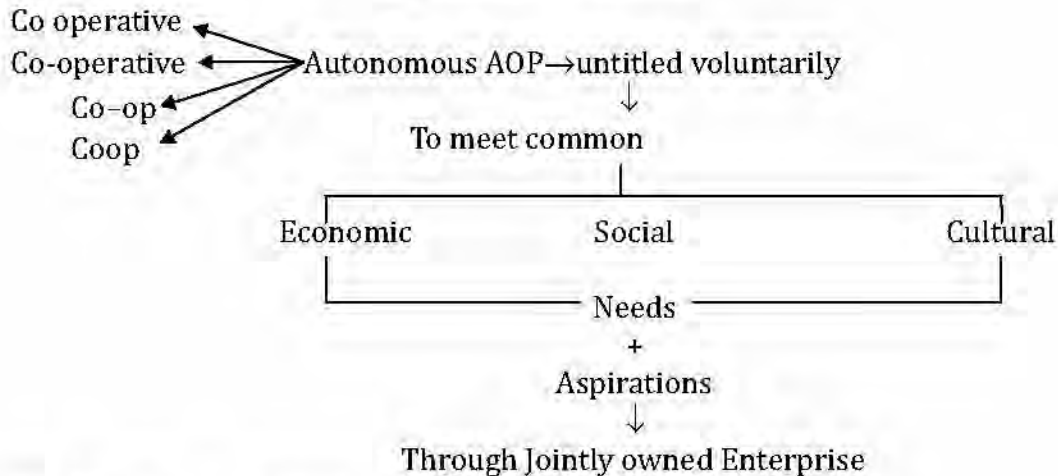 Co operative
Co-operative
Co-op
Coop
Autonomous AOP→untitled voluntarily
↓
To meet common
Economic Social Cultural
Needs
+
Aspirations
↓
Through Jointly owned Enterprise